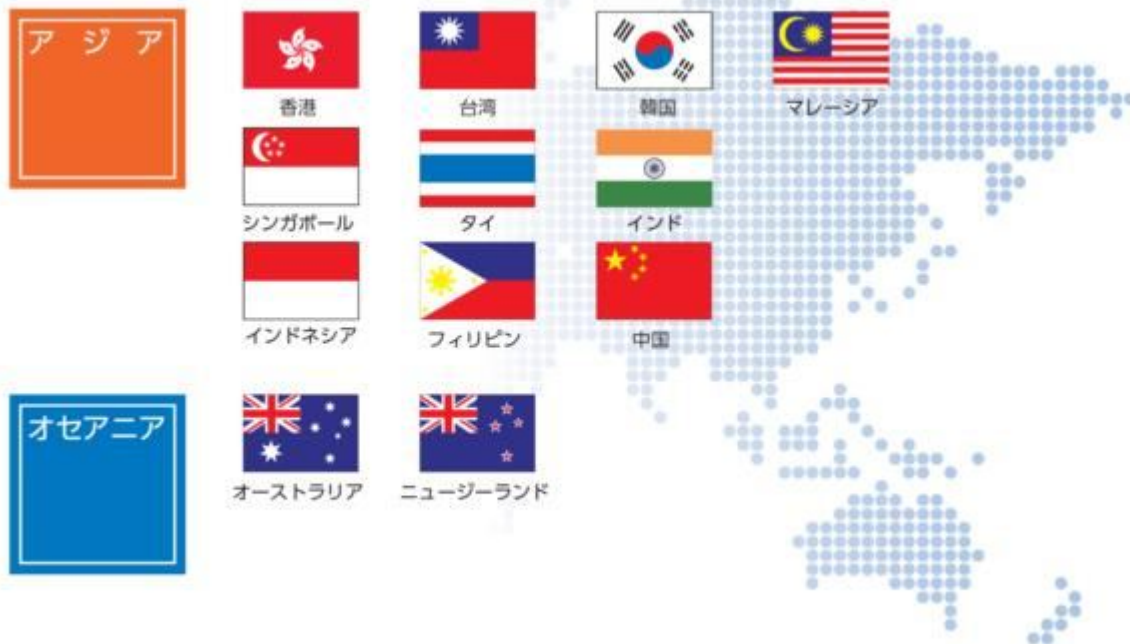 アジア
香港
台湾
韓国
マレーシア
シンガポール
タイ
インド
インドネシア
フィリピン
中国
オセアニア
オーストラリア
ニュージーランド